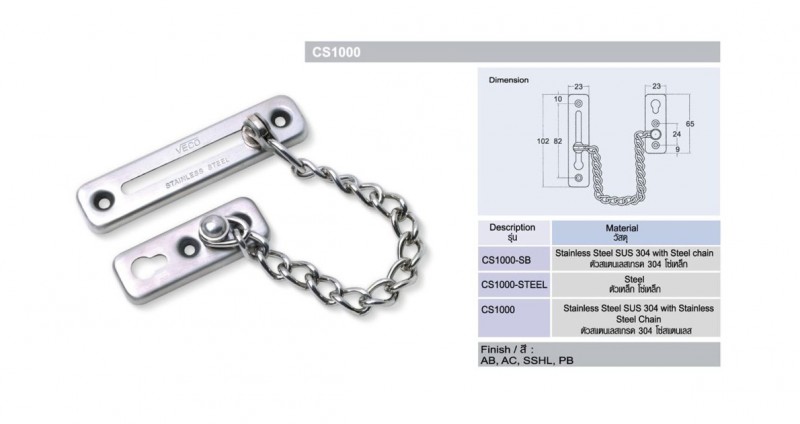 CS1000
VECO
STAINLESS STEEL
Dimension
23
23
10
102
82
65
24
9
Description
รุ่น
Material
วัสดุ
CS1000-SB
Stainless Steel SUS 304 with Steel chain
ตัวสเตนเลสเกรด 304 โซ่เหล็ก
CS1000-STEEL
Steel
ตัวเหล็ก โซ่เหล็ก
CS1000
Stainless Steel SUS 304 with Stainless
Steel Chain
ตัวสเตนเลสเกรด 304 โซ่สเตนเลส
Finish / สี :
AB, AC, SSHL, PB